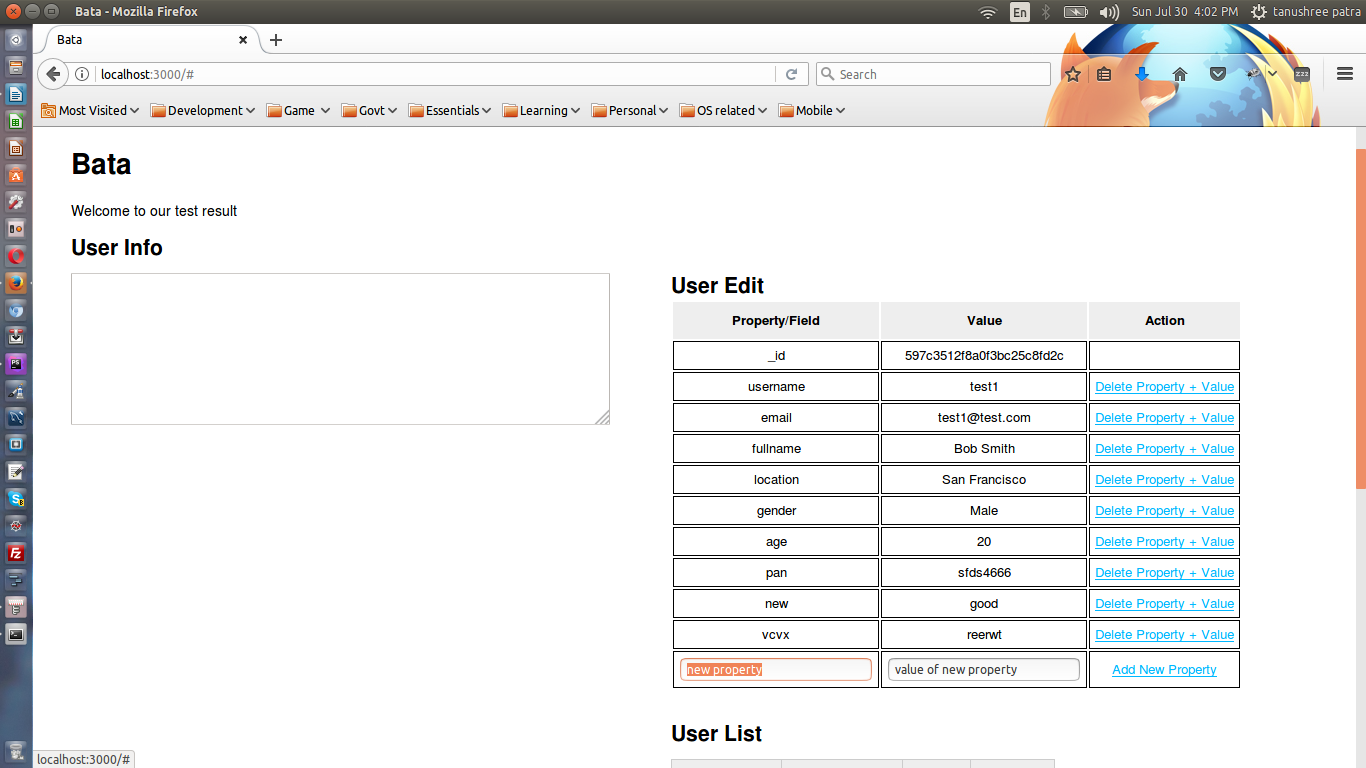 Bata - Mozilla Firefox
En
Sun Jul 30 4:02 PM
tanushree patra
Bata
localhost:3000/#
Search
Most Visited
Development
Game
Govt
Essentials
Learning
Personal
OS related
Mobile
Bata
Welcome to our test result
User Info
User Edit
Property/Field Value Action
_id 597c3512f8a0f3bc25c8fd2c
username test1 Delete Property + Value
email test1@test.com Delete Property + Value
fullname Bob Smith Delete Property + Value
location San Francisco Delete Property + Value
gender Male Delete Property + Value
age 20 Delete Property + Value
pan sfds4666 Delete Property + Value
new good Delete Property + Value
vcvx reerwt Delete Property + Value
new property value of new property Add New Property
User List
localhost:3000/#